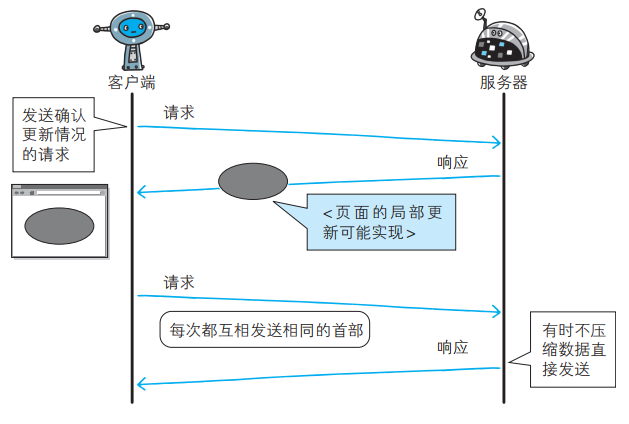 客户端
服务器
发送确认
更新情况
的请求
请求
响应
<页面的局部更
新可能实现>
请求
每次都互相发送相同的首部
响应
有时不压
缩数据直
接发送